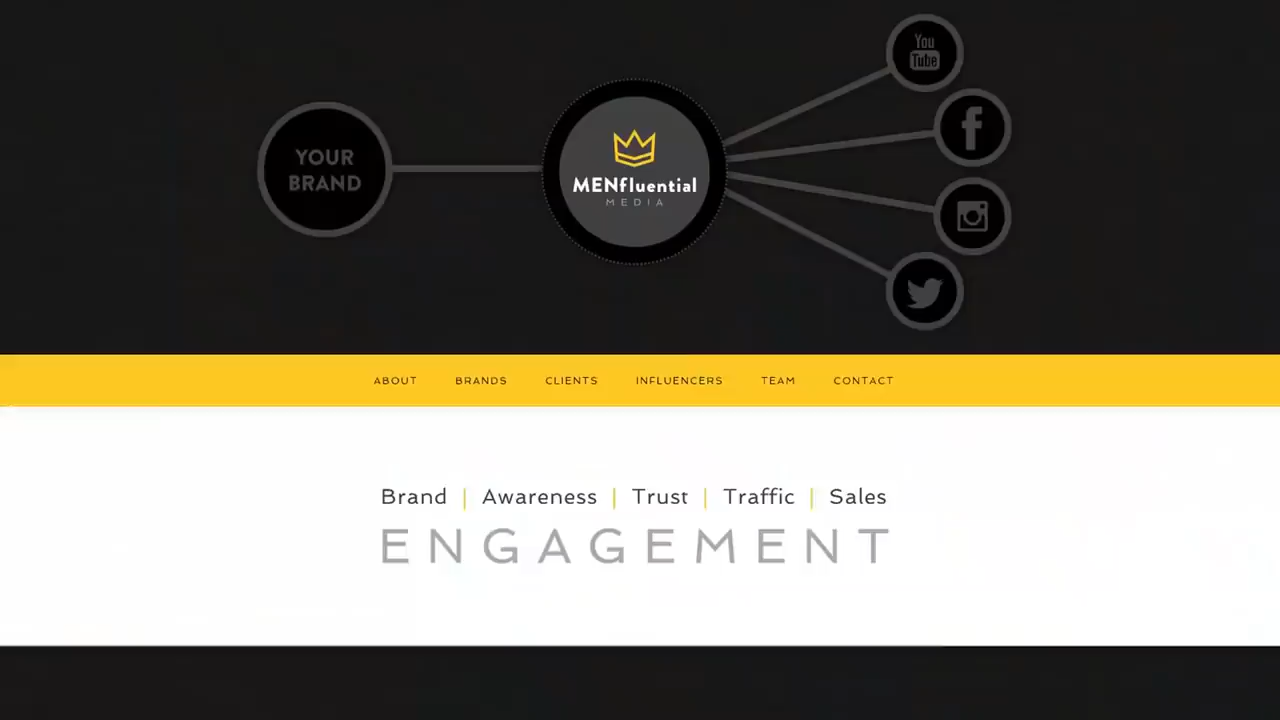 You
Tube
YOUR
BRAND
MENfluential
MEDIA
ABOUT BRANDS CLIENTS INFLUENCERS TEAM CONTACT
Brand | Awareness | Trust | Traffic | Sales
ENGAGEMENT